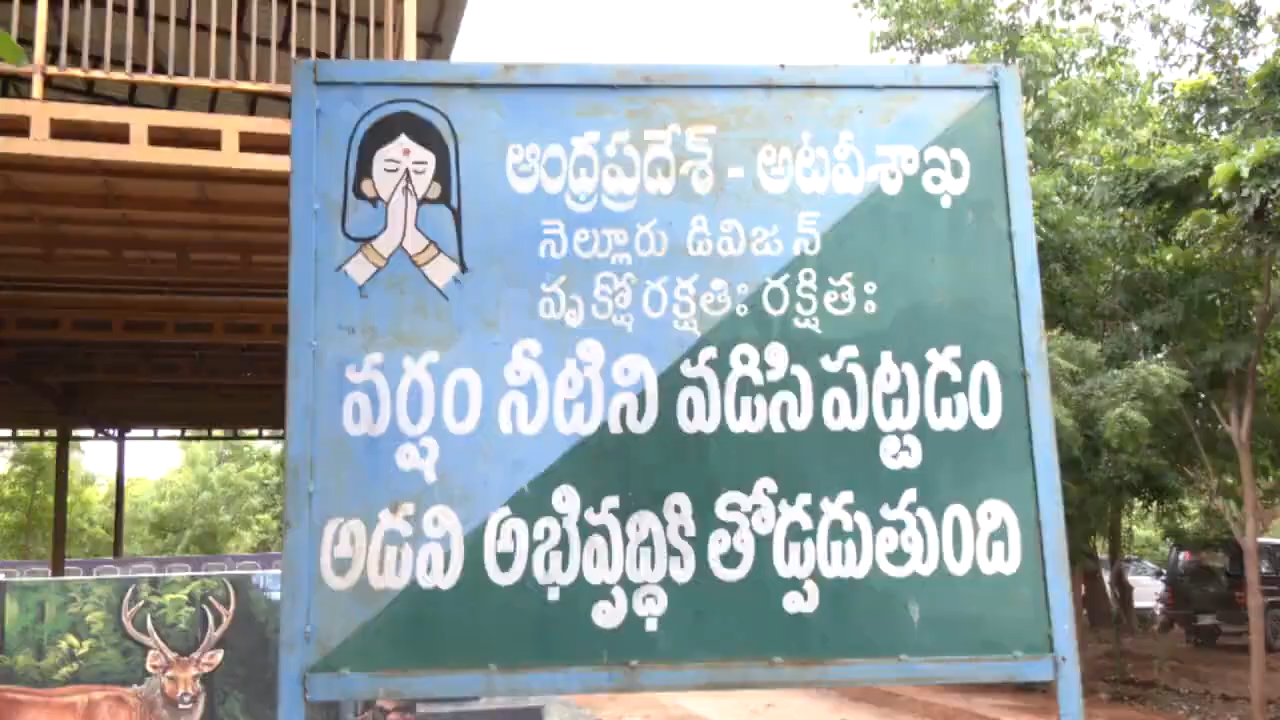 ఆంధ్రప్రదేశ్ - అటవీశాఖ
నెల్లూరు డివిజన్
వృక్షోరక్షతిః రక్షితః
వర్షం నీటిని వడిసి పట్టడం
అడవి అభివృద్ధికి తోడ్పడుతుంది